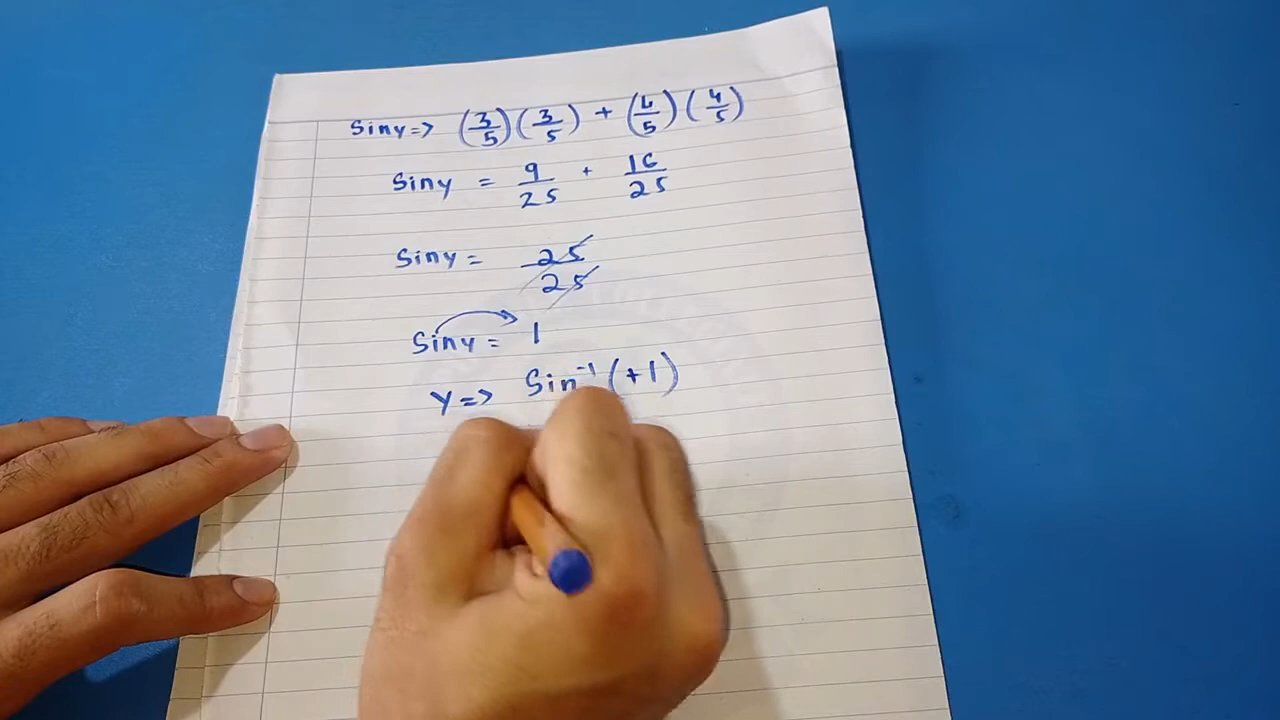 Siny => (3/5)(3/5) + (4/5)(4/5)
Siny = 9/25 + 16/25
Siny = 25/25
Siny = 1
y => Sin⁻¹(+1)